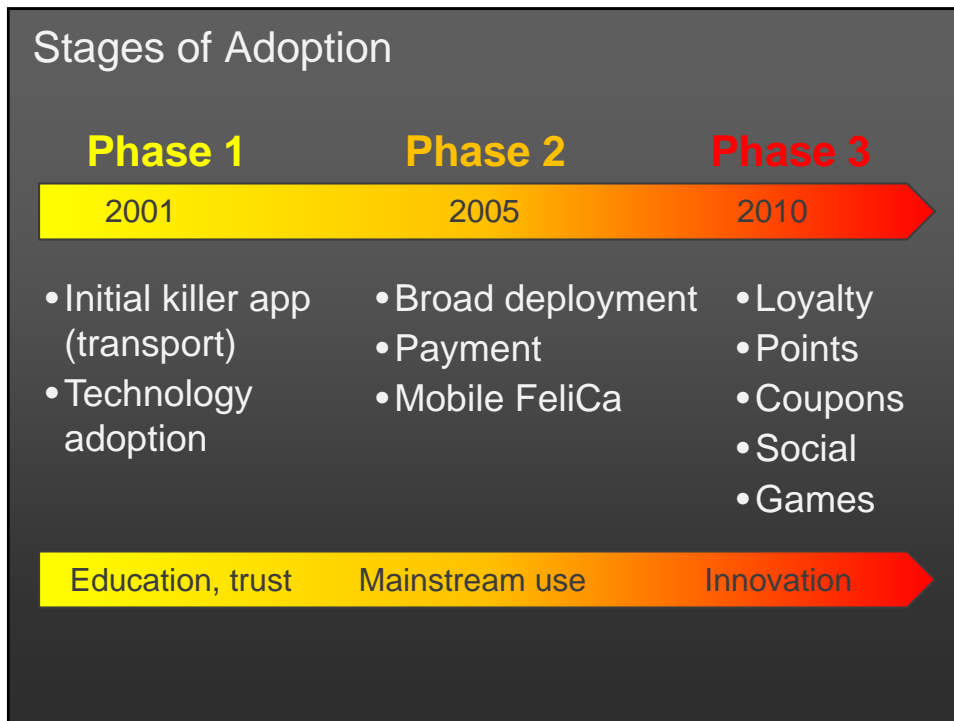 Stages of Adoption
Phase 1
Phase 2
Phase 3
2001
2005
2010
•Initial killer app
(transport)
•Technology
adoption
•Broad deployment
•Payment
•Mobile FeliCa
•Loyalty
•Points
•Coupons
•Social
•Games
Education, trust
Mainstream use
Innovation